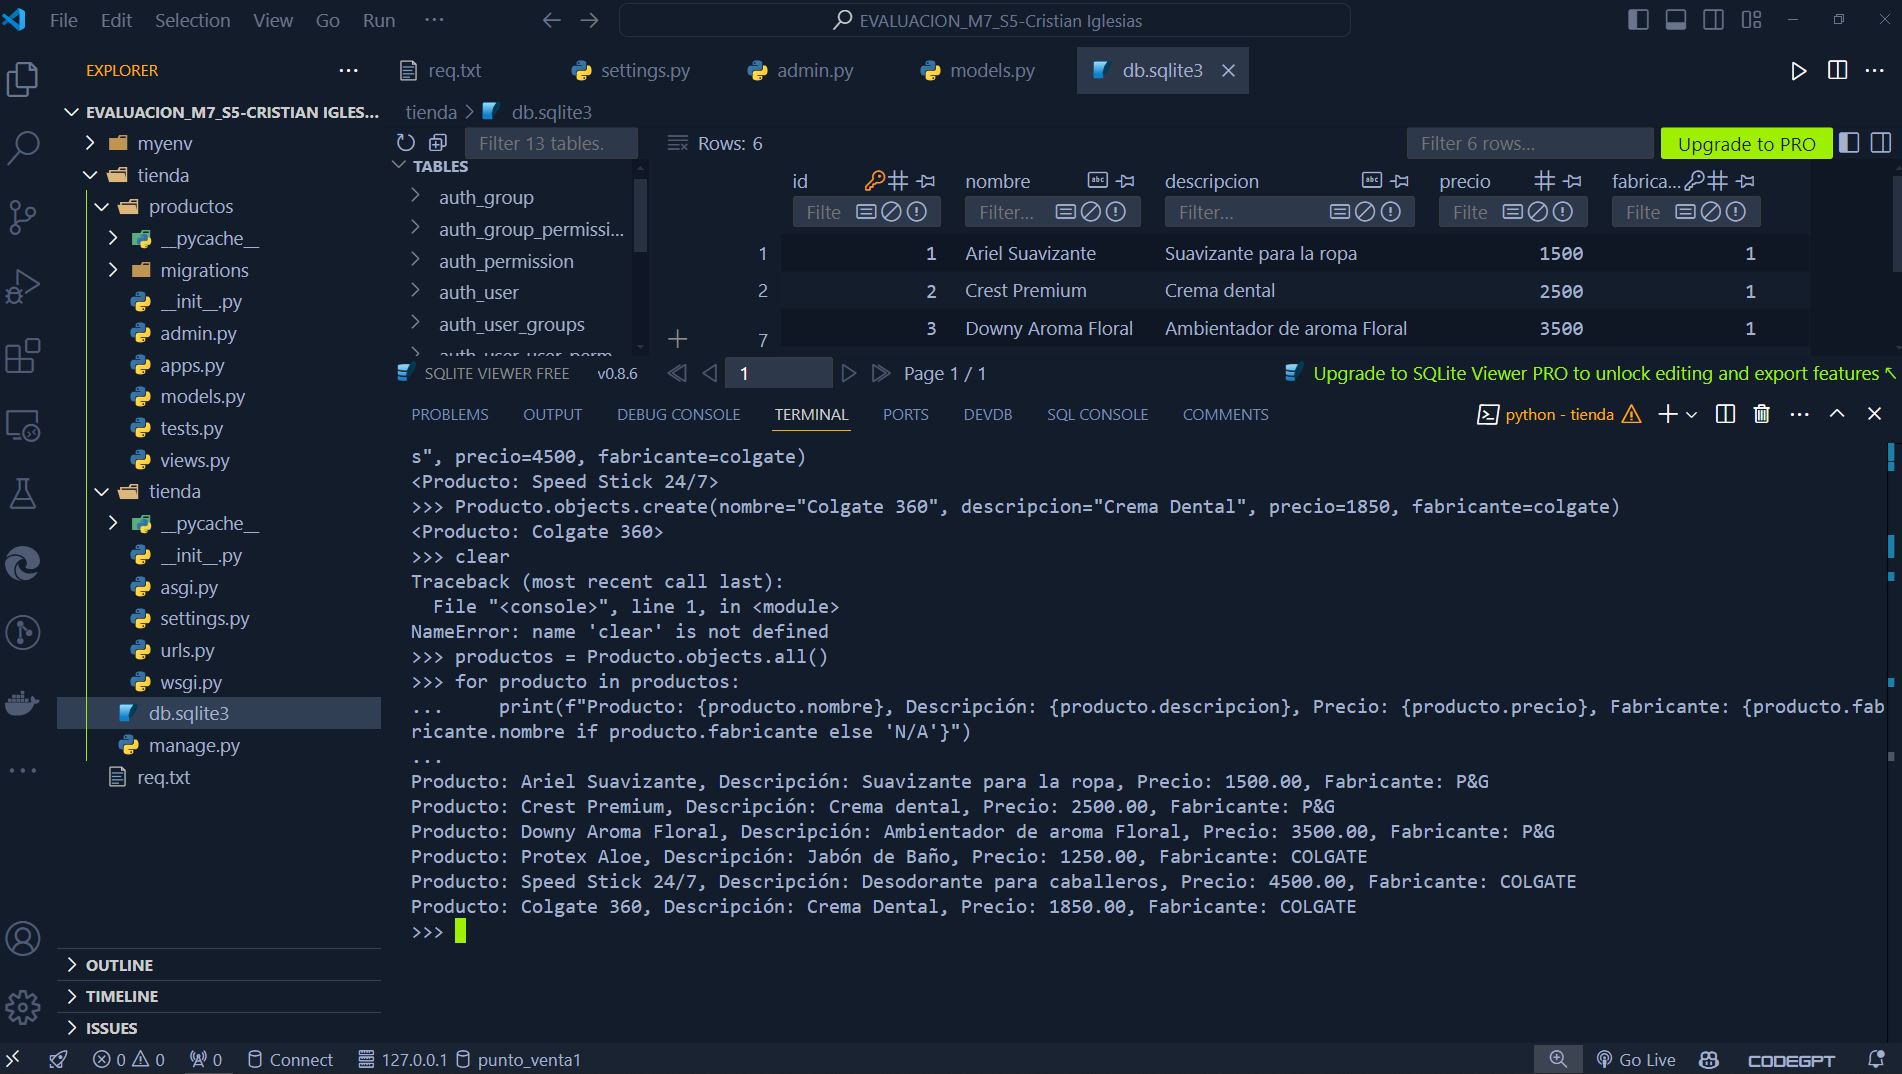 File Edit Selection View Go Run ···
EVALUACION_M7_S5-Cristian Iglesias
EXPLORER
req.txt settings.py admin.py models.py db.sqlite3
EVALUACION_M7_S5-CRISTIAN IGLES...
myenv
tienda
productos
__pycache__
migrations
__init__.py
admin.py
apps.py
models.py
tests.py
views.py
tienda
__pycache__
__init__.py
asgi.py
settings.py
urls.py
wsgi.py
db.sqlite3
manage.py
req.txt
OUTLINE
TIMELINE
ISSUES
tienda > db.sqlite3
Filter 13 tables.
Rows: 6
Filter 6 rows...
Upgrade to PRO
TABLES
auth_group
auth_group_permissi...
auth_permission
auth_user
auth_user_groups
id nombre descripcion precio fabrica...
Filte Filter... Filter... Filte Filte
1 1 Ariel Suavizante Suavizante para la ropa 1500 1
2 2 Crest Premium Crema dental 2500 1
3 Downy Aroma Floral Ambientador de aroma Floral 3500 1
7
SQLITE VIEWER FREE v0.8.6
1
Page 1 / 1
Upgrade to SQLite Viewer PRO to unlock editing and export features
PROBLEMS OUTPUT DEBUG CONSOLE TERMINAL PORTS DEVDB SQL CONSOLE COMMENTS
python - tienda
s", precio=4500, fabricante=colgate)
<Producto: Speed Stick 24/7>
>>> Producto.objects.create(nombre="Colgate 360", descripcion="Crema Dental", precio=1850, fabricante=colgate)
<Producto: Colgate 360>
>>> clear
Traceback (most recent call last):
  File "<console>", line 1, in <module>
NameError: name 'clear' is not defined
>>> productos = Producto.objects.all()
>>> for producto in productos:
...     print(f"Producto: {producto.nombre}, Descripción: {producto.descripcion}, Precio: {producto.precio}, Fabricante: {producto.fab
ricante.nombre if producto.fabricante else 'N/A'}")
...
Producto: Ariel Suavizante, Descripción: Suavizante para la ropa, Precio: 1500.00, Fabricante: P&G
Producto: Crest Premium, Descripción: Crema dental, Precio: 2500.00, Fabricante: P&G
Producto: Downy Aroma Floral, Descripción: Ambientador de aroma Floral, Precio: 3500.00, Fabricante: P&G
Producto: Protex Aloe, Descripción: Jabón de Baño, Precio: 1250.00, Fabricante: COLGATE
Producto: Speed Stick 24/7, Descripción: Desodorante para caballeros, Precio: 4500.00, Fabricante: COLGATE
Producto: Colgate 360, Descripción: Crema Dental, Precio: 1850.00, Fabricante: COLGATE
>>>
0 0 0 Connect 127.0.0.1 punto_venta1
Go Live
CODEGPT